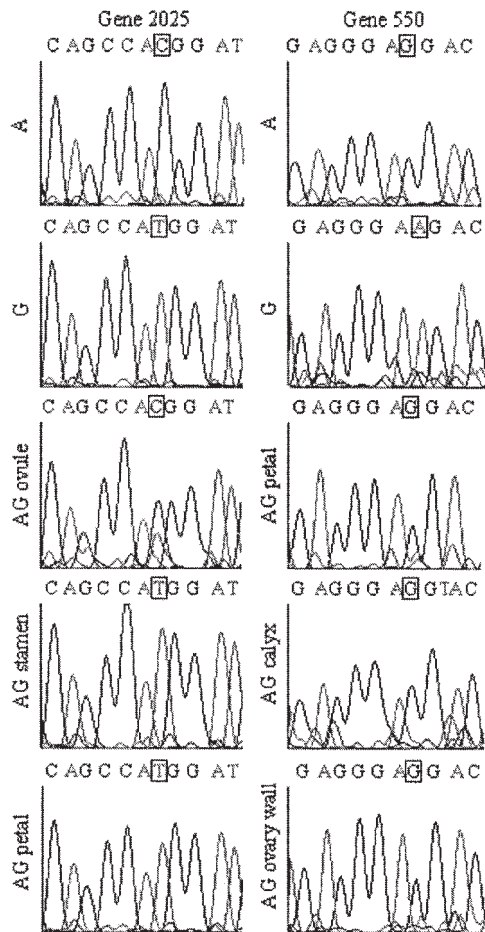 Gene 2025 Gene 550
C A G C C A C G G A T G A G G G A G G A C
A A
C A G C C A T G G A T G A G G G A A G A C
G G
C A G C C A C G G A T G A G G G A G G A C
AG ovule AG petal
C A G C C A T G G A T G A G G G A G G T A C
AG stamen AG calyx
C A G C C A T G G A T G A G G G A G G A C
AG petal AG ovary wall